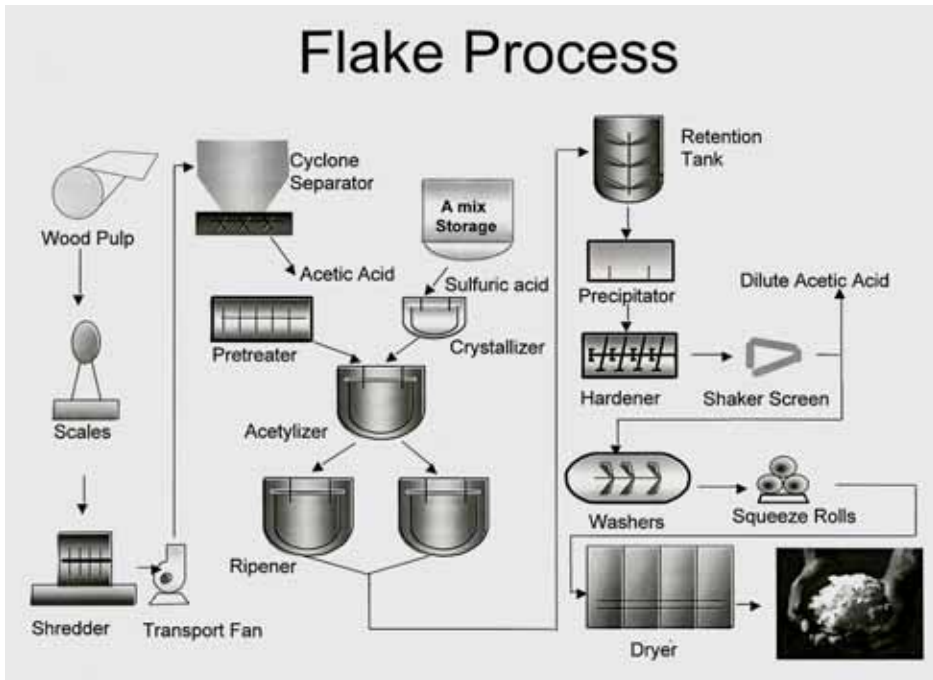 Flake Process
Wood Pulp
Scales
Shredder
Transport Fan
Cyclone
Separator
Acetic Acid
A mix
Storage
Sulfuric acid
Pretreater
Crystallizer
Acetylizer
Ripener
Retention
Tank
Precipitator
Dilute Acetic Acid
Hardener
Shaker Screen
Washers
Squeeze Rolls
Dryer